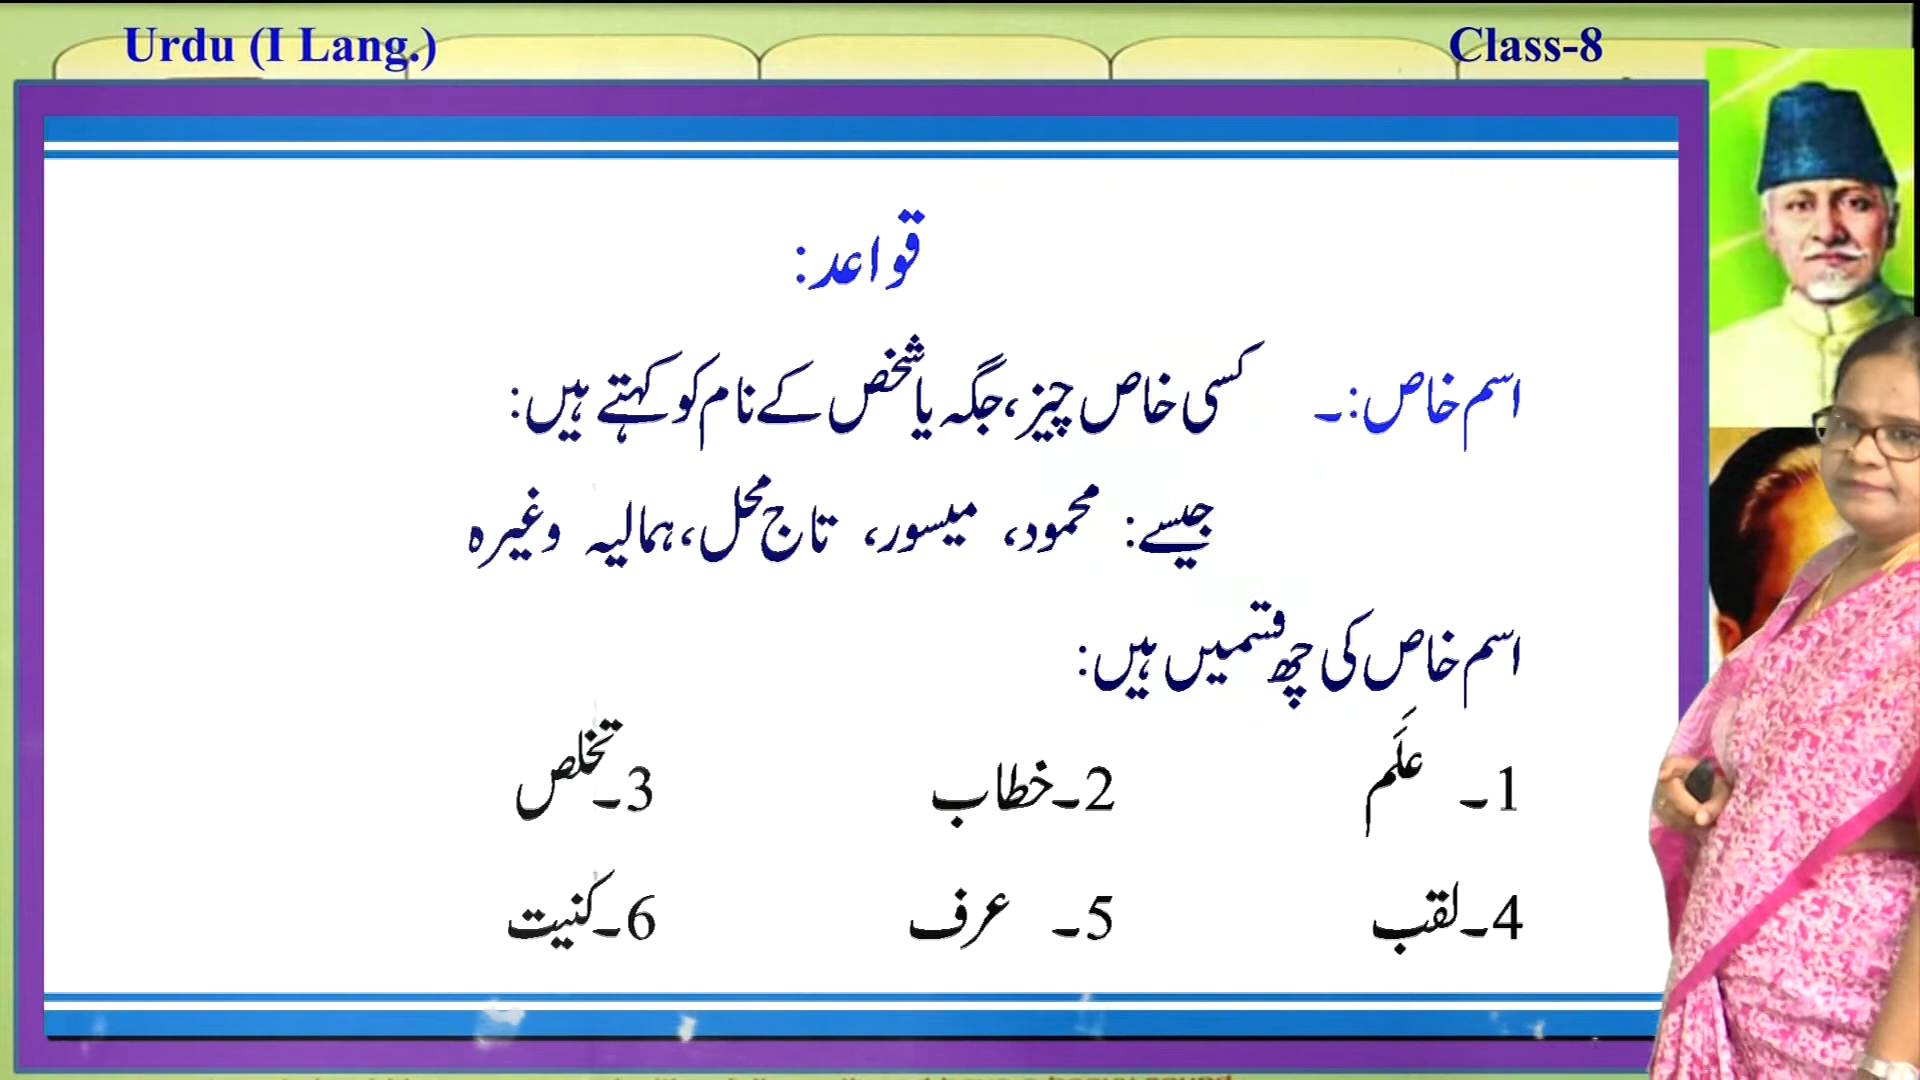 Urdu (I Lang.) Class-8
قواعد:
اسم خاص:۔ کسی خاص چیز، جگہ یا شخص کے نام کو کہتے ہیں:
جیسے: محمود، میسور، تاج محل، ہمالیہ وغیرہ
اسم خاص کی چھ قسمیں ہیں:
1۔ عَلَم 2۔خطاب 3۔تخلص
4۔لقب 5۔ عرف 6۔کنیت